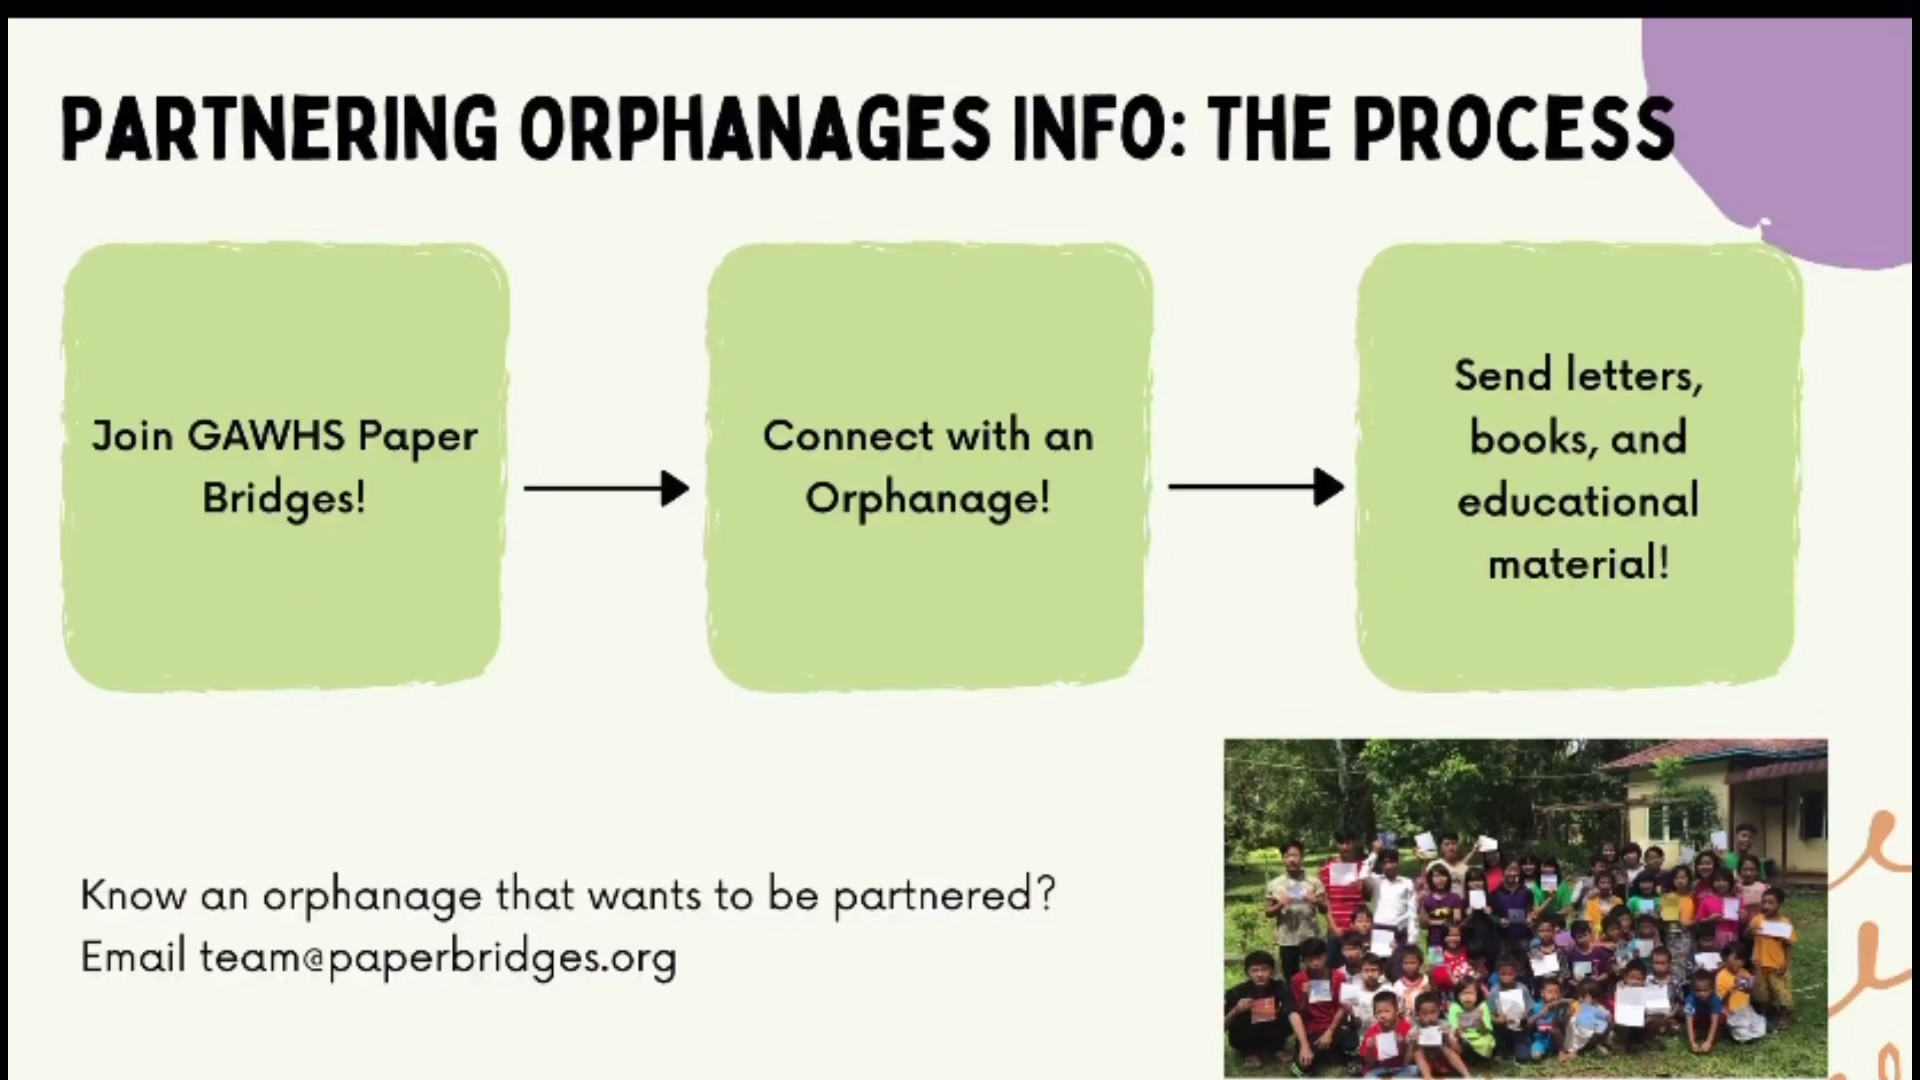 PARTNERING ORPHANAGES INFO: THE PROCESS
Join GAWHS Paper
Bridges!
Connect with an
Orphanage!
Send letters,
books, and
educational
material!
Know an orphanage that wants to be partnered?
Email team@paperbridges.org